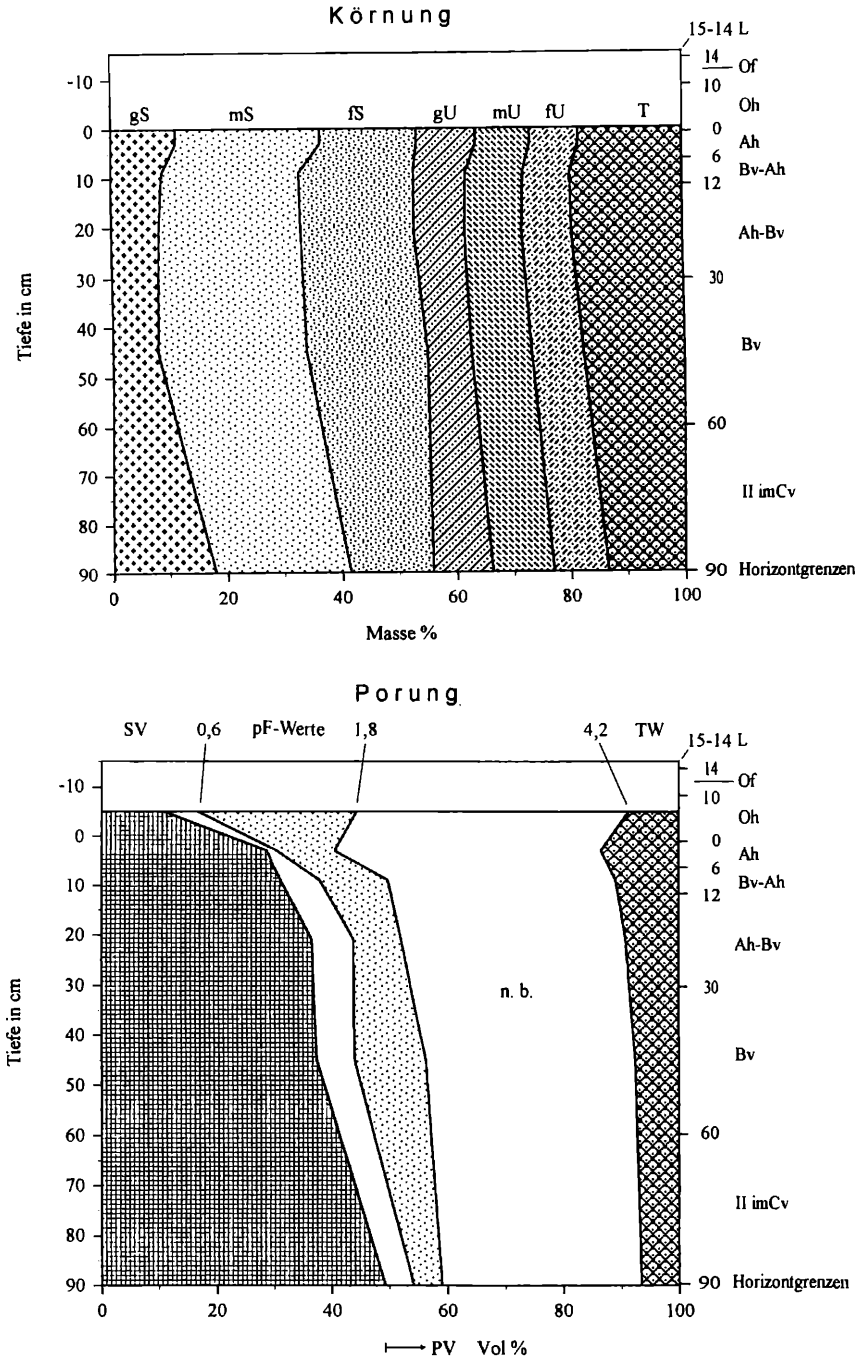 Körnung
15-14 L
14 Of
-10 10
Oh
gS mS fS gU mU fU T
0 0
Ah
6
10 Bv-Ah
12
20 Ah-Bv
30 30
40 Bv
50
60 60
70
II imCv
80
90 90 Horizontgrenzen
0 20 40 60 80 100
Tiefe in cm
Masse %
Porung
SV 0,6 pF-Werte 1,8 4,2 TW
15-14 L
14 Of
-10 10
Oh
0 0
Ah
6
10 Bv-Ah
12
20 Ah-Bv
30 n. b. 30
40 Bv
50
60 60
70
II imCv
80
90 90 Horizontgrenzen
0 20 40 60 80 100
Tiefe in cm
PV Vol %